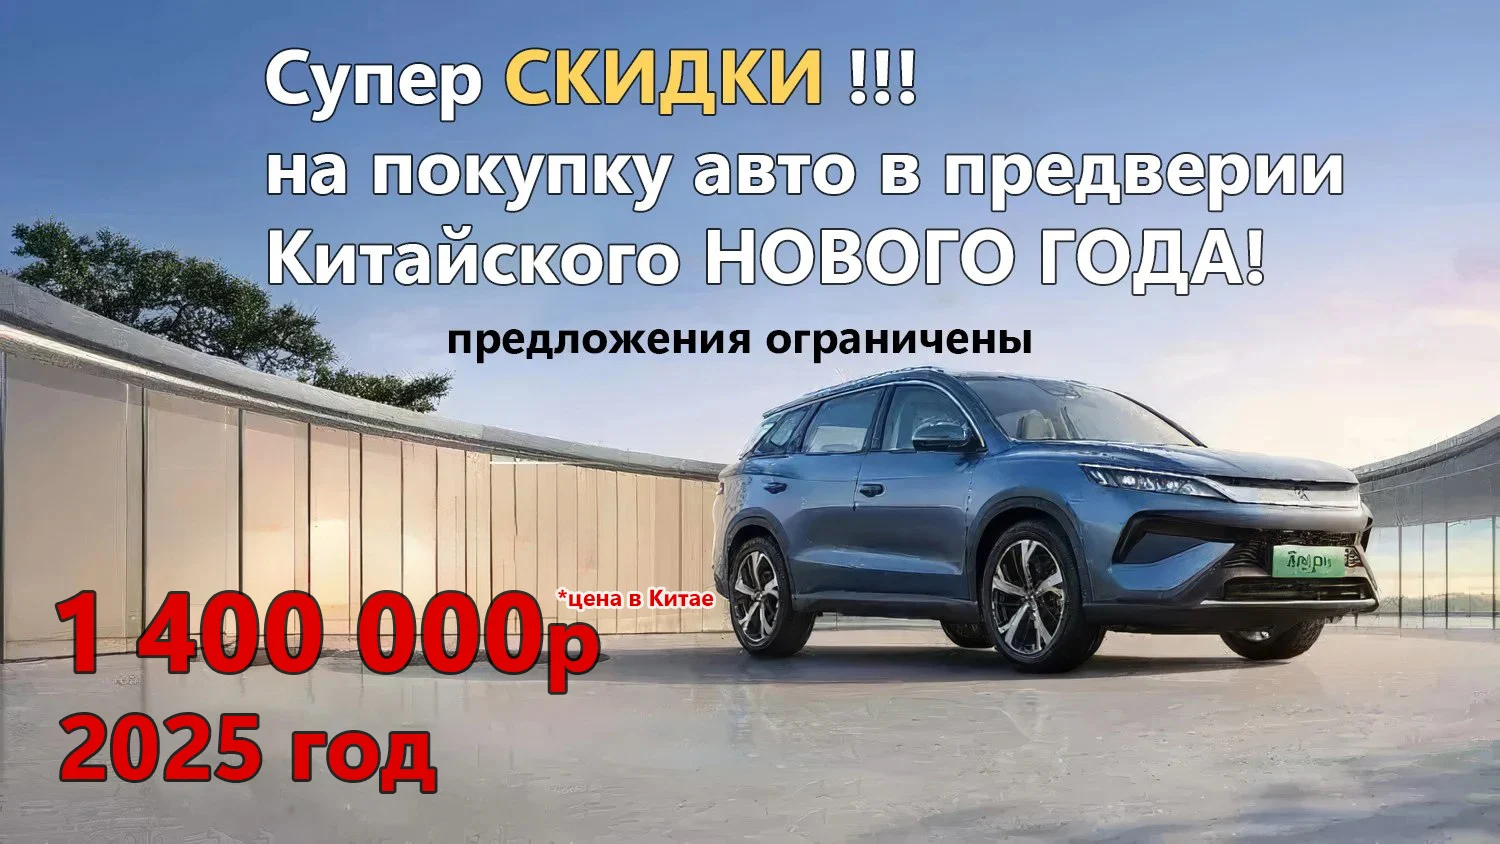 Супер СКИДКИ !!!
на покупку авто в предверии
Китайского НОВОГО ГОДА!
предложения ограничены
1 400 000р *цена в Китае
2025 год